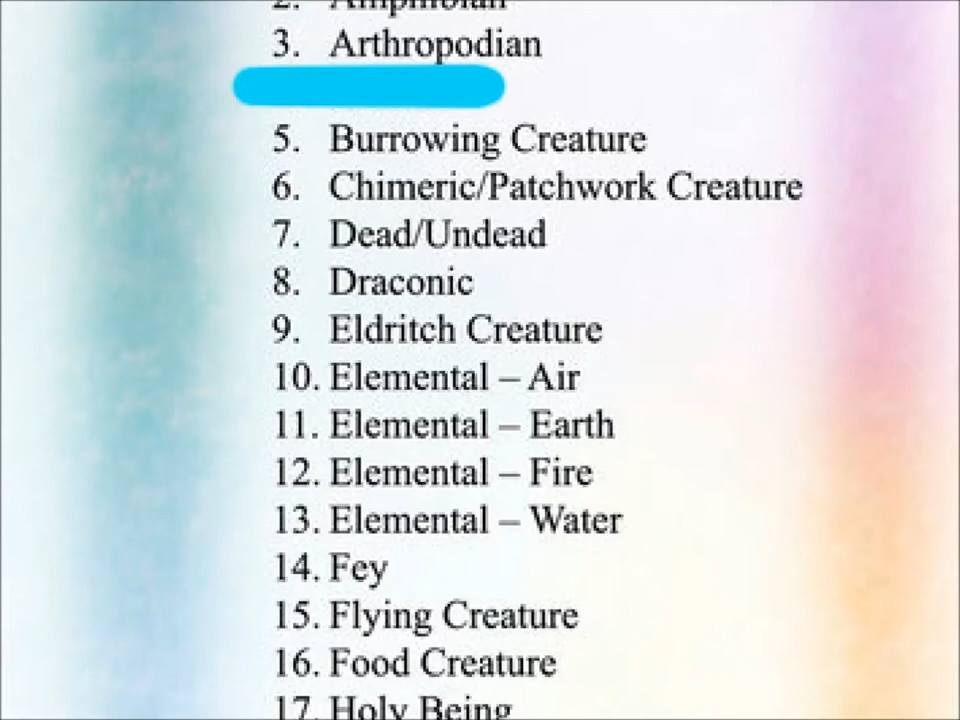 2. Amphibian
3. Arthropodian
5. Burrowing Creature
6. Chimeric/Patchwork Creature
7. Dead/Undead
8. Draconic
9. Eldritch Creature
10. Elemental – Air
11. Elemental – Earth
12. Elemental – Fire
13. Elemental – Water
14. Fey
15. Flying Creature
16. Food Creature
17. Holy Being